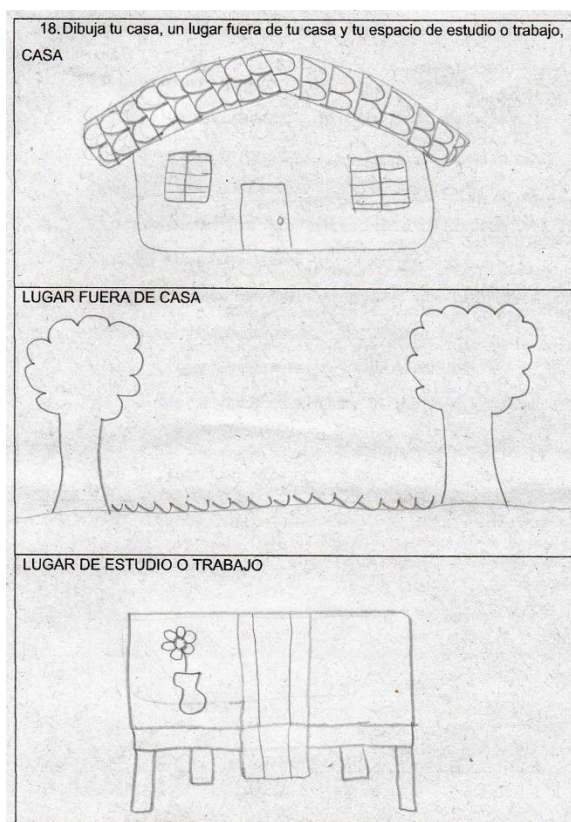 18. Dibuja tu casa, un lugar fuera de tu casa y tu espacio de estudio o trabajo,
CASA
LUGAR FUERA DE CASA
LUGAR DE ESTUDIO O TRABAJO